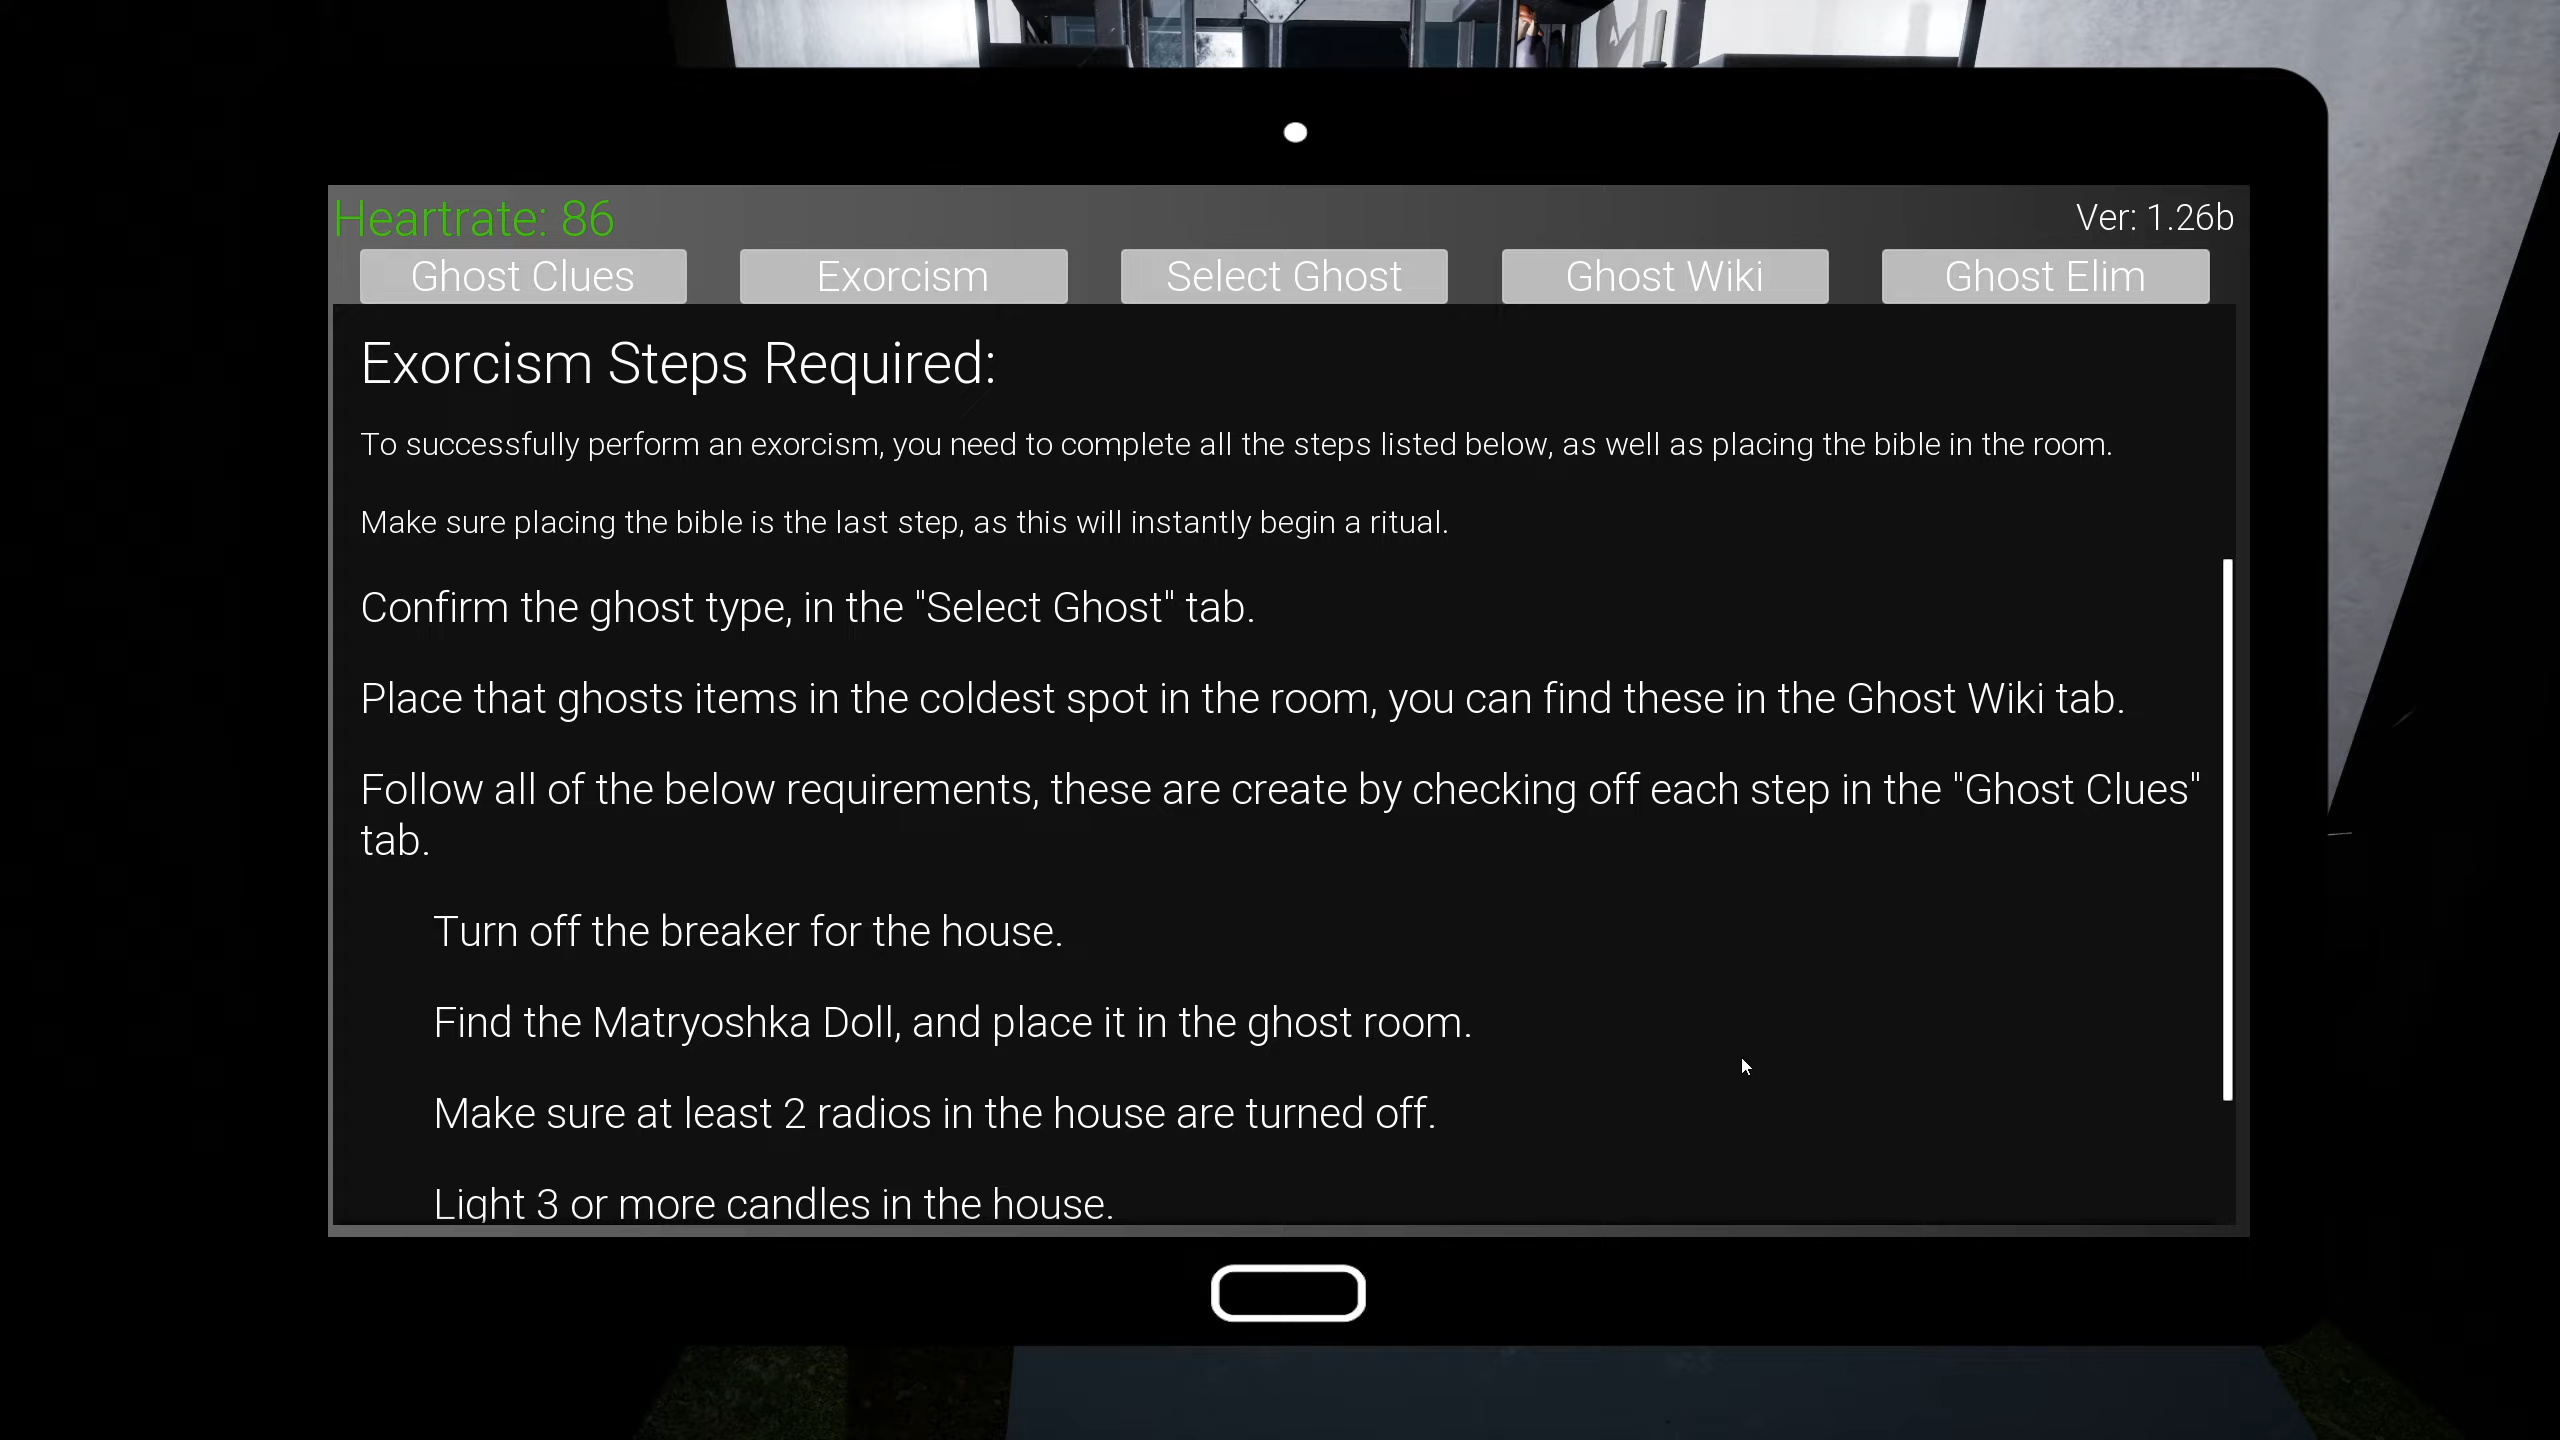 Heartrate: 86
Ver: 1.26b
Ghost Clues
Exorcism
Select Ghost
Ghost Wiki
Ghost Elim
Exorcism Steps Required:
To successfully perform an exorcism, you need to complete all the steps listed below, as well as placing the bible in the room.
Make sure placing the bible is the last step, as this will instantly begin a ritual.
Confirm the ghost type, in the "Select Ghost" tab.
Place that ghosts items in the coldest spot in the room, you can find these in the Ghost Wiki tab.
Follow all of the below requirements, these are create by checking off each step in the "Ghost Clues"
tab.
Turn off the breaker for the house.
Find the Matryoshka Doll, and place it in the ghost room.
Make sure at least 2 radios in the house are turned off.
Light 3 or more candles in the house.